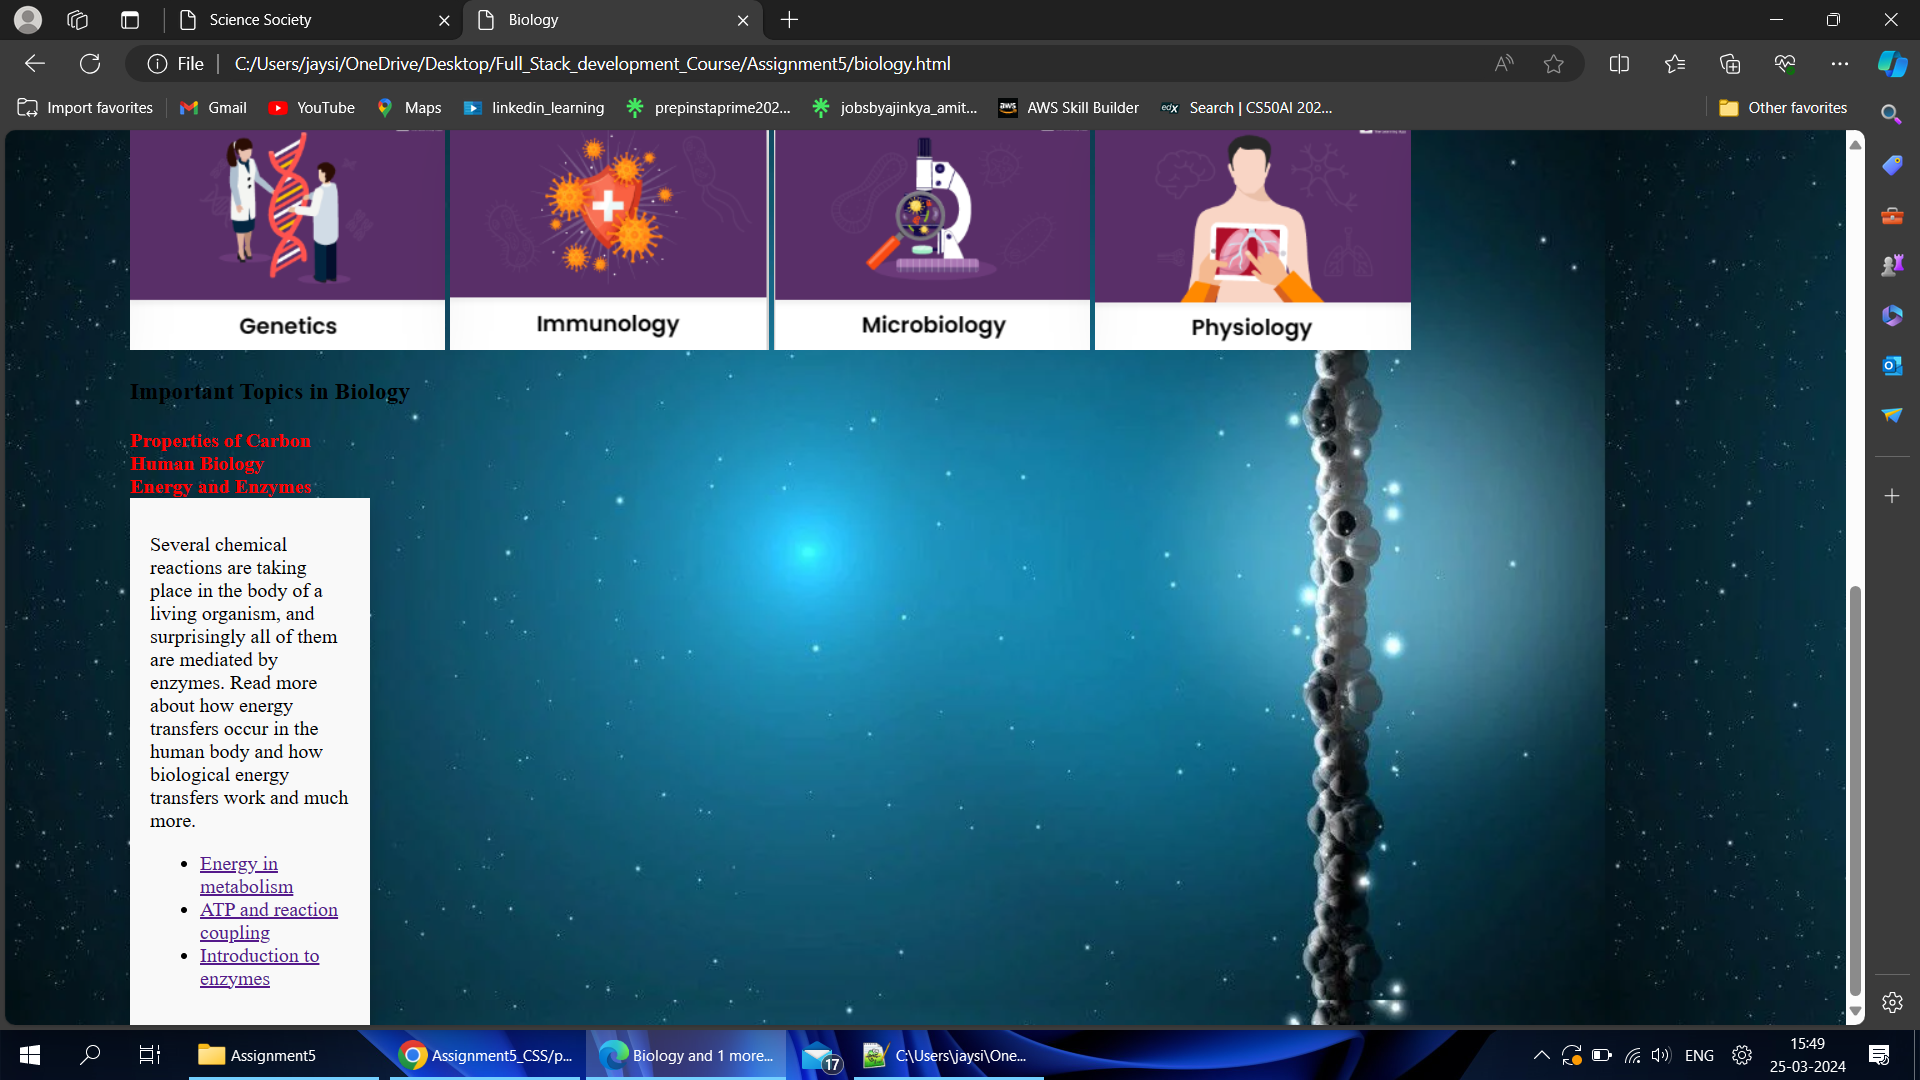 Science Society
Biology
File
C:/Users/jaysi/OneDrive/Desktop/Full_Stack_development_Course/Assignment5/biology.html
Import favorites
Gmail
YouTube
Maps
linkedin_learning
prepinstaprime202...
jobsbyajinkya_amit...
aws
AWS Skill Builder
edX
Search | CS50AI 202...
Other favorites
Genetics
Immunology
Microbiology
Physiology
Important Topics in Biology
Properties of Carbon
Human Biology
Energy and Enzymes
Several chemical
reactions are taking
place in the body of a
living organism, and
surprisingly all of them
are mediated by
enzymes. Read more
about how energy
transfers occur in the
human body and how
biological energy
transfers work and much
more.
Energy in
metabolism
ATP and reaction
coupling
Introduction to
enzymes
Assignment5
Assignment5_CSS/p...
Biology and 1 more...
17
C:\Users\jaysi\One...
ENG
15:49
25-03-2024